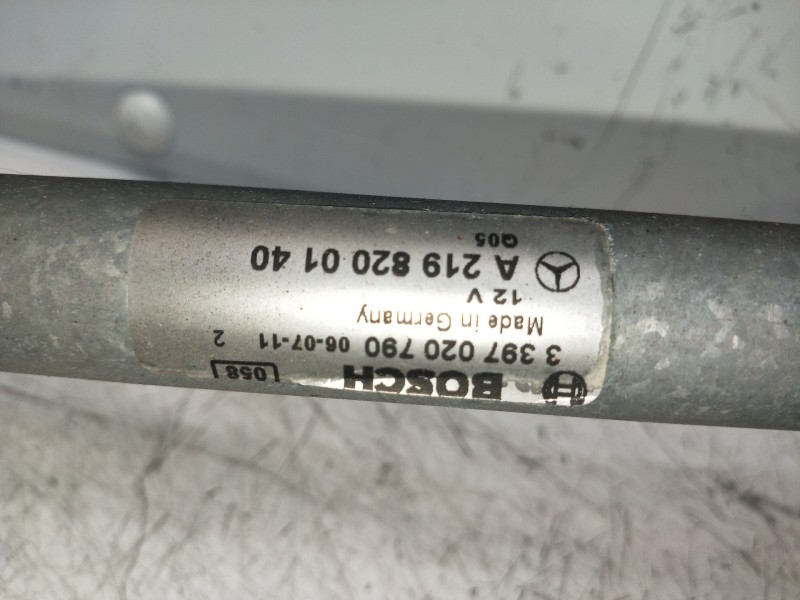 BOSCH
058
3 397 020 790 06-07-11 2
Made in Germany
12 V
A 219 820 01 40
Q05